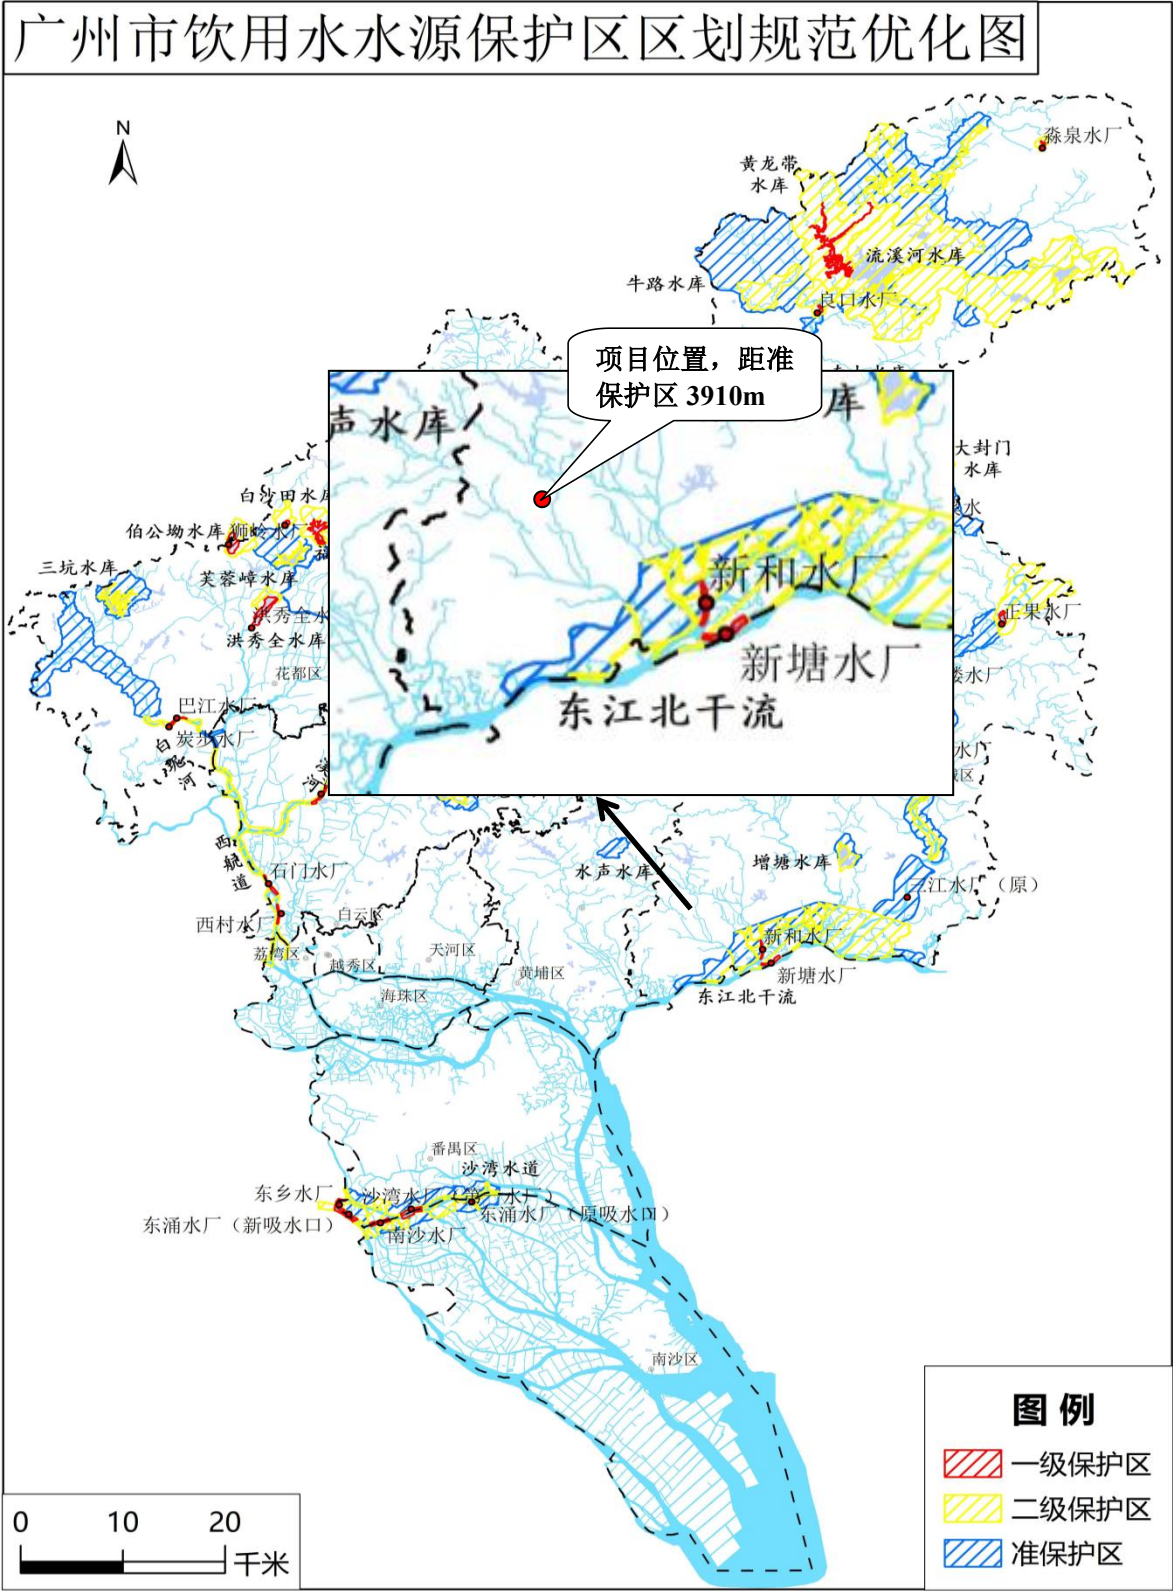 广州市饮用水水源保护区区划规范优化图
N
淼泉水厂
黄龙带
水库
流溪河水库
牛路水库
良口水厂
项目位置，距准
保护区 3910m
声水库
库
大封门
水库
白沙田水库
伯公坳水库
狮岭水厂
三坑水库
芙蓉嶂水库
洪秀全水
洪秀全水库
新和水厂
正果水厂
新塘水厂
花都区
巴江水厂
东江北干流
炭步水厂
白坭河
水厂
西航道
水声水库
增塘水库
石门水厂
三江水厂（原）
西村水厂
白云区
荔湾区
越秀区
天河区
黄埔区
新和水厂
新塘水厂
海珠区
东江北干流
番禺区
沙湾水道
东乡水厂
东涌水厂（新吸水口）
东涌水厂（原吸水口）
南沙水厂
南沙区
图例
一级保护区
二级保护区
准保护区
0 10 20
千米